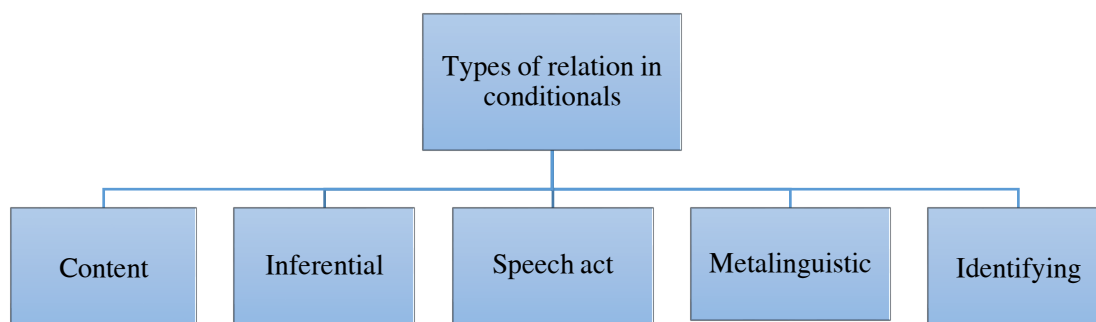 Types of relation in
conditionals
Content
Inferential
Speech act
Metalinguistic
Identifying